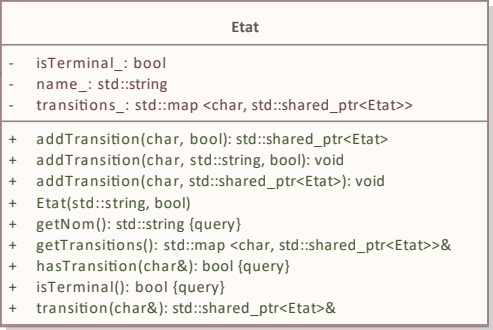 Etat
- isTerminal_: bool
- name_: std::string
- transitions_: std::map <char, std::shared_ptr<Etat>>
+ addTransition(char, bool): std::shared_ptr<Etat>
+ addTransition(char, std::string, bool): void
+ addTransition(char, std::shared_ptr<Etat>): void
+ Etat(std::string, bool)
+ getNom(): std::string {query}
+ getTransitions(): std::map <char, std::shared_ptr<Etat>>&
+ hasTransition(char&): bool {query}
+ isTerminal(): bool {query}
+ transition(char&): std::shared_ptr<Etat>&